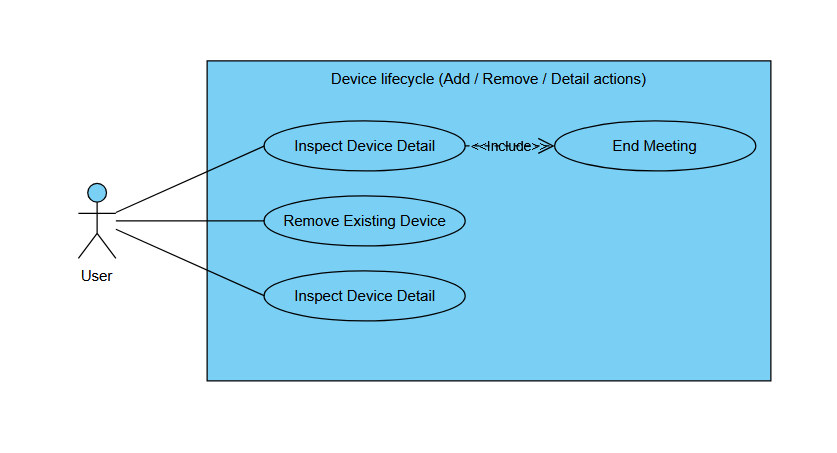 Device lifecycle (Add / Remove / Detail actions)
Inspect Device Detail
<<Include>>
End Meeting
Remove Existing Device
Inspect Device Detail
User